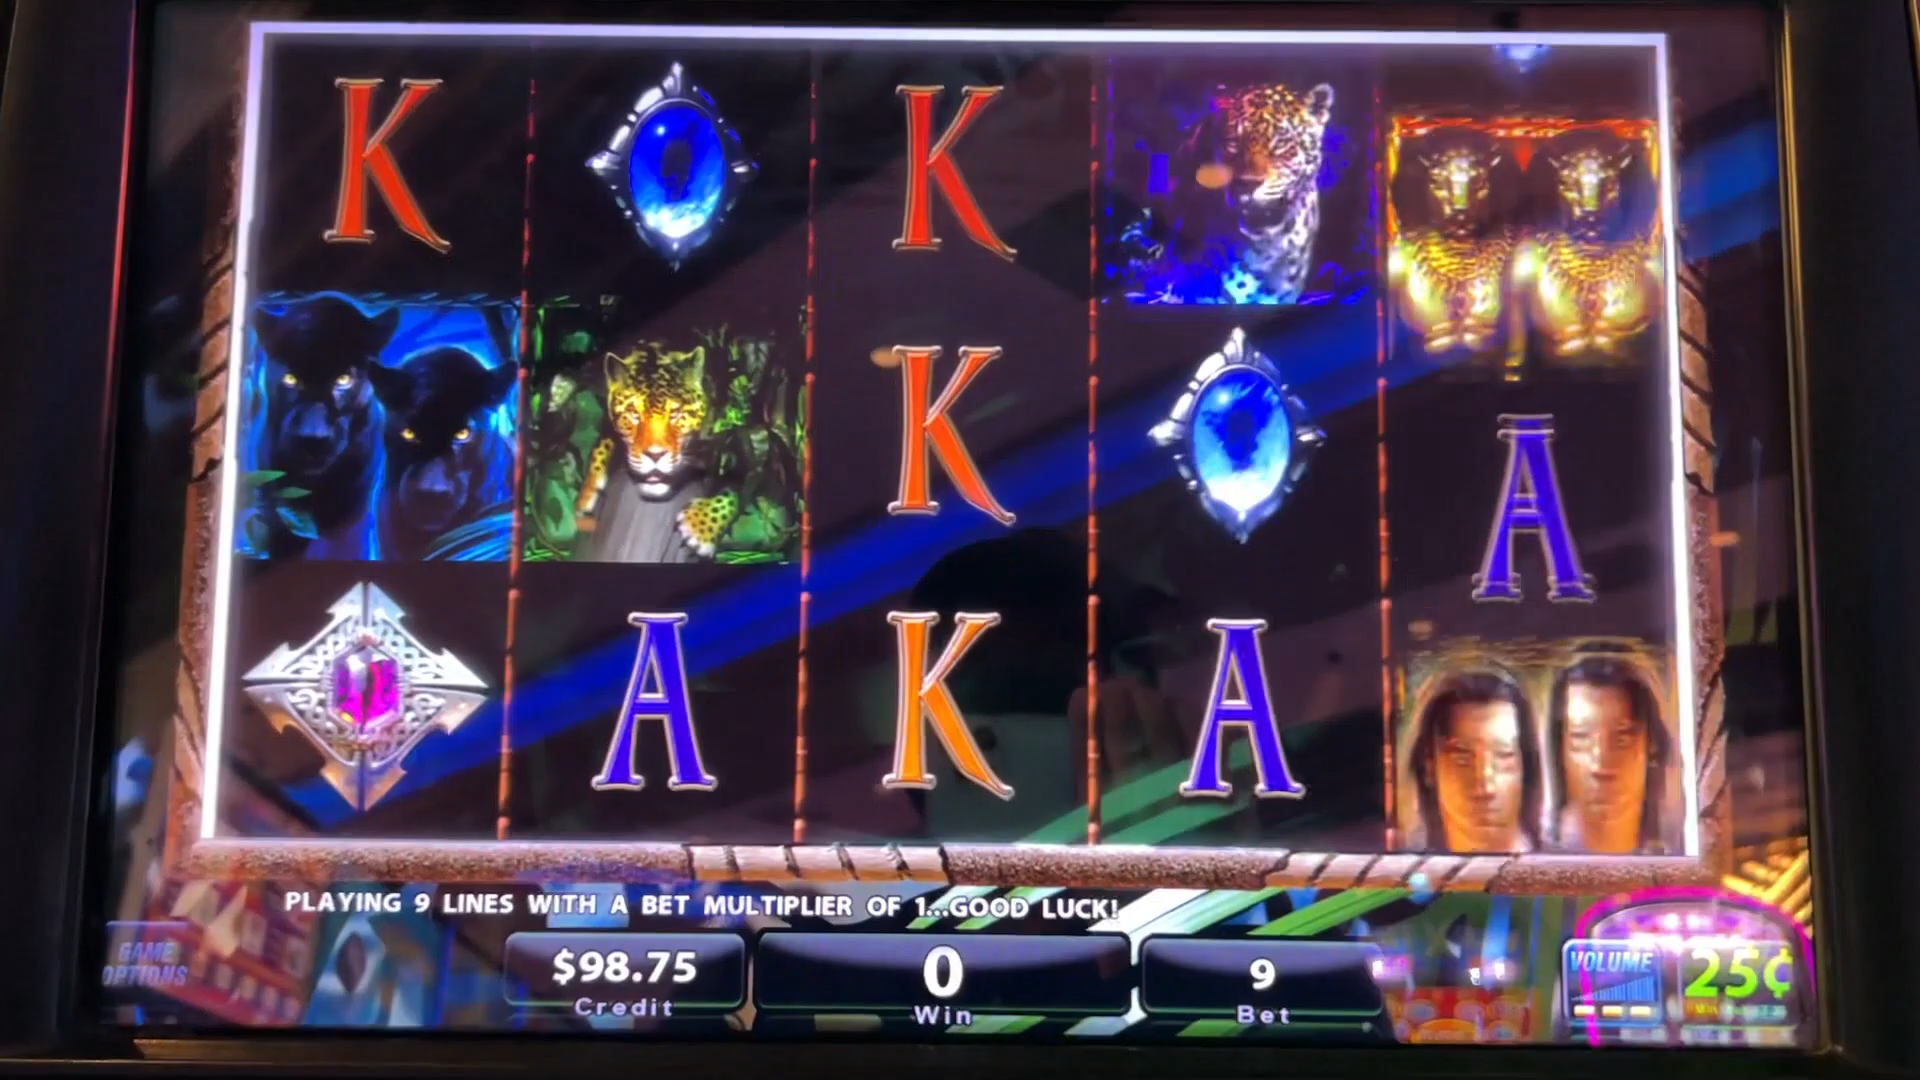 K K
K
A
A K A
PLAYING 9 LINES WITH A BET MULTIPLIER OF 1...GOOD LUCK!
GAME OPTIONS
$98.75 0 9 VOLUME 25¢
Credit Win Bet